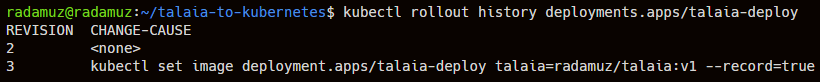 radamuz@radamuz:~/talaia-to-kubernetes$ kubectl rollout history deployments.apps/talaia-deploy
REVISION  CHANGE-CAUSE
2         <none>
3         kubectl set image deployment.apps/talaia-deploy talaia=radamuz/talaia:v1 --record=true